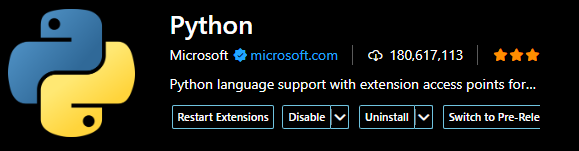 Python
Microsoft microsoft.com 180,617,113
Python language support with extension access points for...
Restart Extensions Disable Uninstall Switch to Pre-Rele